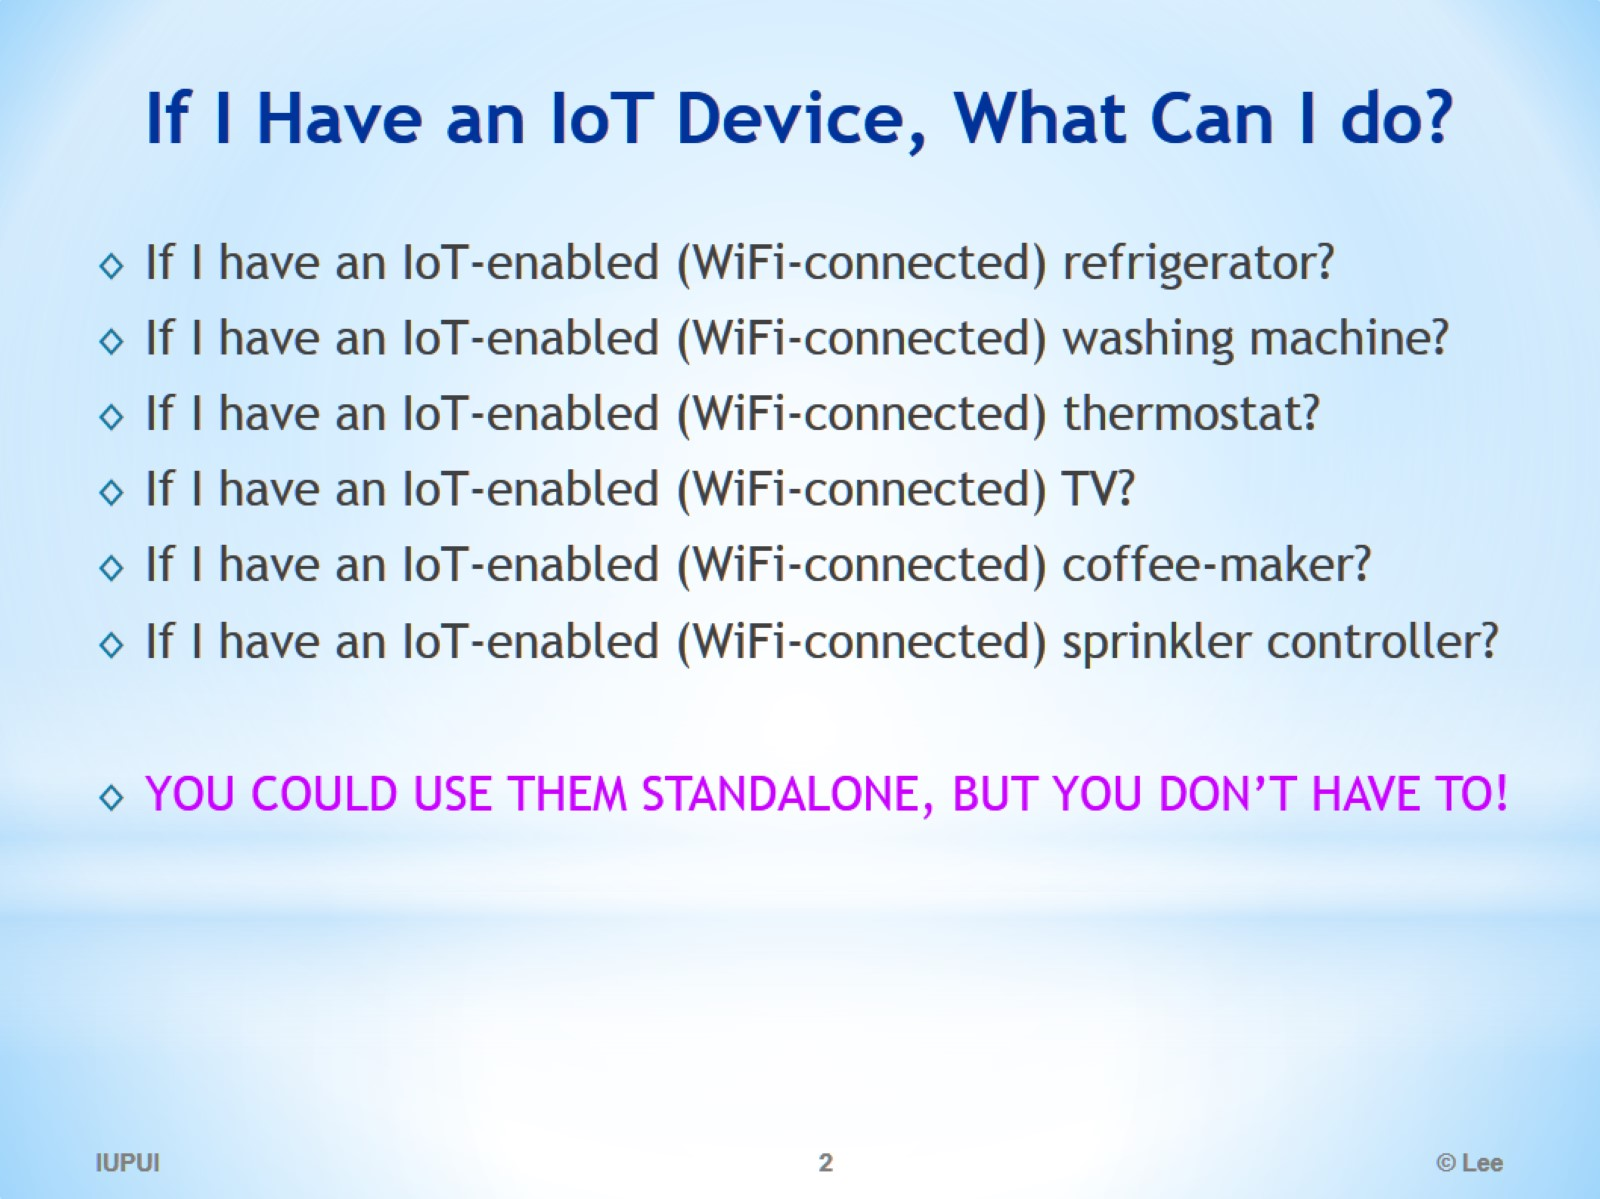 If I Have an IoT Device, What Can I do?
◇ If I have an IoT-enabled (WiFi-connected) refrigerator?
◇ If I have an IoT-enabled (WiFi-connected) washing machine?
◇ If I have an IoT-enabled (WiFi-connected) thermostat?
◇ If I have an IoT-enabled (WiFi-connected) TV?
◇ If I have an IoT-enabled (WiFi-connected) coffee-maker?
◇ If I have an IoT-enabled (WiFi-connected) sprinkler controller?
◇ YOU COULD USE THEM STANDALONE, BUT YOU DON’T HAVE TO!
IUPUI 2 © Lee